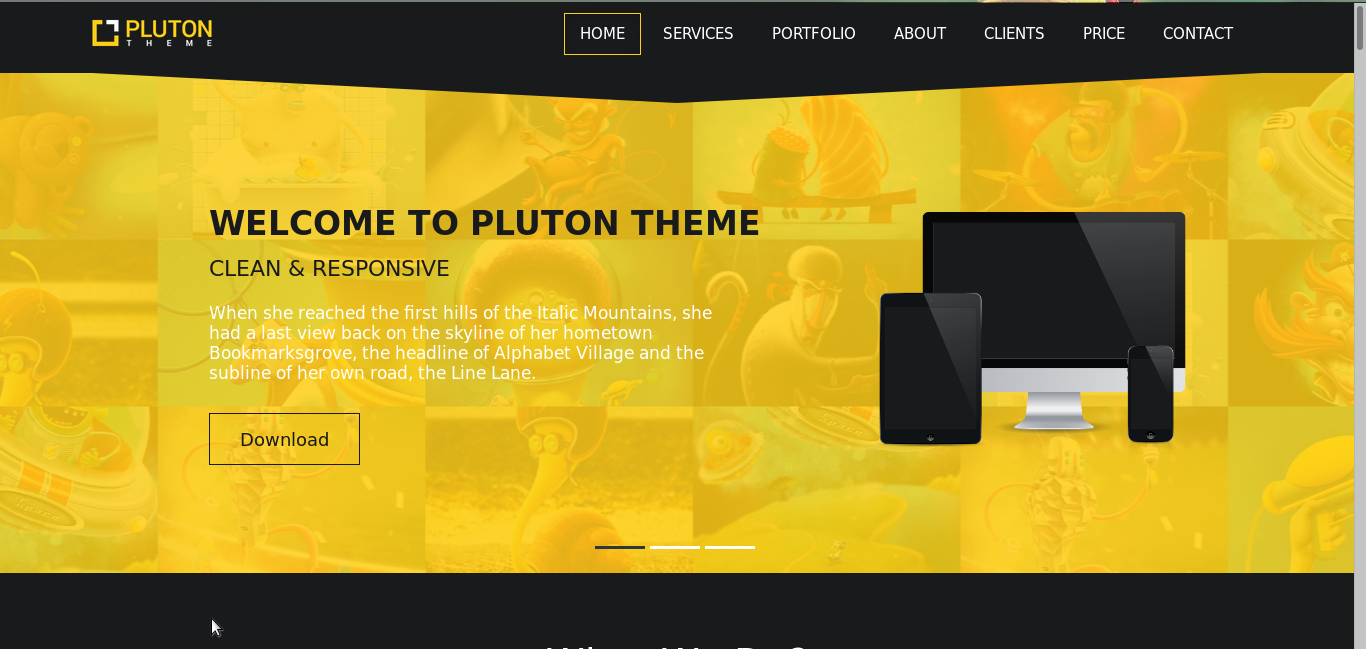 PLUTON
THEME
HOME SERVICES PORTFOLIO ABOUT CLIENTS PRICE CONTACT
WELCOME TO PLUTON THEME
CLEAN & RESPONSIVE
When she reached the first hills of the Italic Mountains, she
had a last view back on the skyline of her hometown
Bookmarksgrove, the headline of Alphabet Village and the
subline of her own road, the Line Lane.
Download